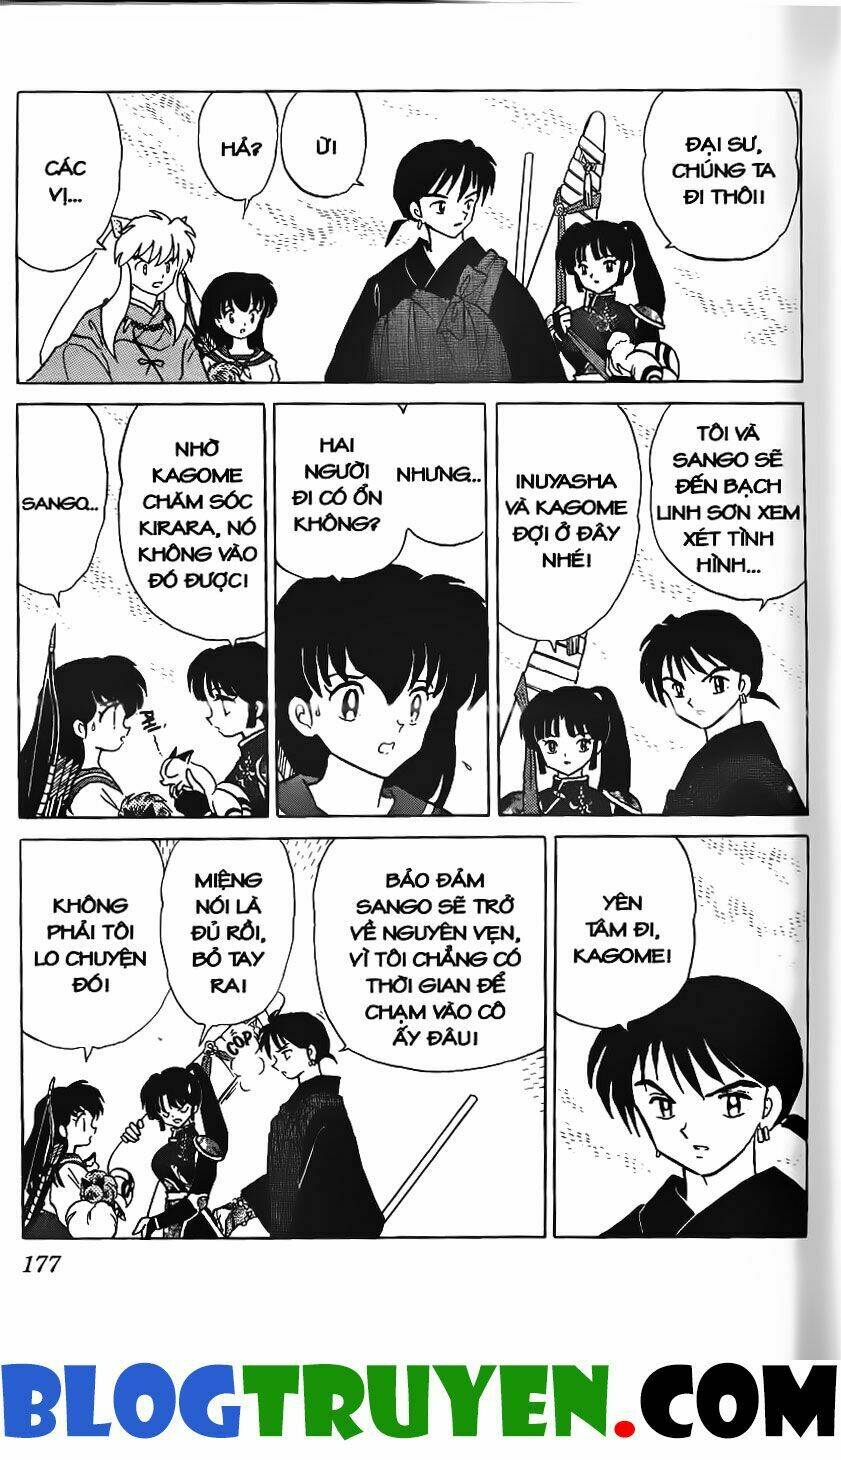 ĐẠI SƯ,
CHÚNG TA
ĐI THÔI!
ỪI
HẢ?
CÁC
VỊ...
TÔI VÀ
SANGO SẼ
ĐẾN BẠCH
LINH SƠN XEM
XÉT TÌNH
HÌNH...
INUYASHA
VÀ KAGOME
ĐỢI Ở ĐÂY
NHÉ!
NHƯNG...
HAI
NGƯỜI
ĐI CÓ ỔN
KHÔNG?
NHỜ
KAGOME
CHĂM SÓC
KIRARA, NÓ
KHÔNG VÀO
ĐÓ ĐƯỢC!
SANGO...
YÊN
TÂM ĐI,
KAGOME!
BẢO ĐẢM
SANGO SẼ TRỞ
VỀ NGUYÊN VẸN,
VÌ TÔI CHẲNG CÓ
THỜI GIAN ĐỂ
CHẠM VÀO CÔ
ẤY ĐÂU!
CỐP
MIỆNG
NÓI LÀ
ĐỦ RỒI,
BỎ TAY
RA!
KHÔNG
PHẢI TÔI
LO CHUYỆN
ĐÓ!
177
BLOGTRUYEN.COM